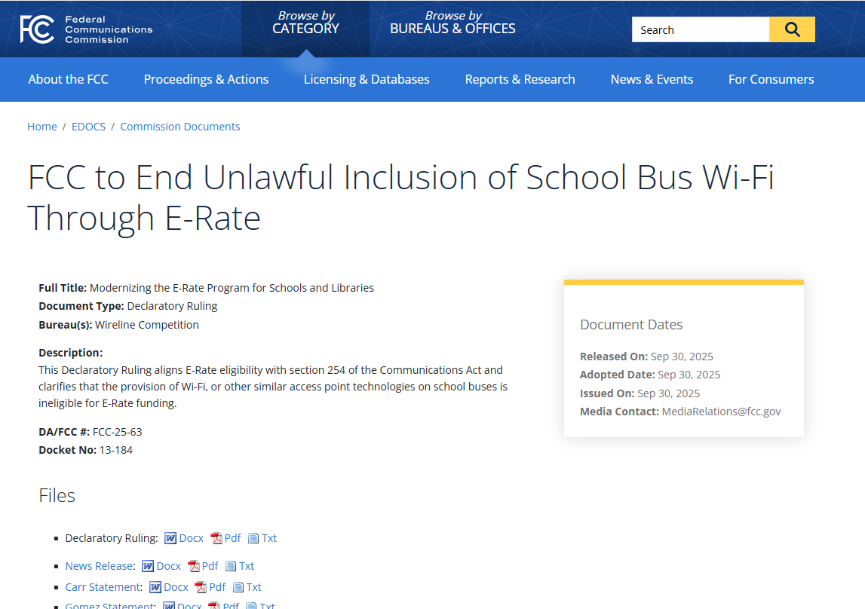 FCC
Federal
Communications
Commission
Browse by
CATEGORY
Browse by
BUREAUS & OFFICES
Search
About the FCC
Proceedings & Actions
Licensing & Databases
Reports & Research
News & Events
For Consumers
Home / EDOCS / Commission Documents
FCC to End Unlawful Inclusion of School Bus Wi-Fi
Through E-Rate
Full Title: Modernizing the E-Rate Program for Schools and Libraries
Document Type: Declaratory Ruling
Bureau(s): Wireline Competition
Description:
This Declaratory Ruling aligns E-Rate eligibility with section 254 of the Communications Act and
clarifies that the provision of Wi-Fi, or other similar access point technologies on school buses is
ineligible for E-Rate funding.
DA/FCC #: FCC-25-63
Docket No: 13-184
Document Dates
Released On: Sep 30, 2025
Adopted Date: Sep 30, 2025
Issued On: Sep 30, 2025
Media Contact: MediaRelations@fcc.gov
Files
Declaratory Ruling: Docx Pdf Txt
News Release: Docx Pdf Txt
Carr Statement: Docx Pdf Txt
Gomez Statement: Docx Pdf Txt